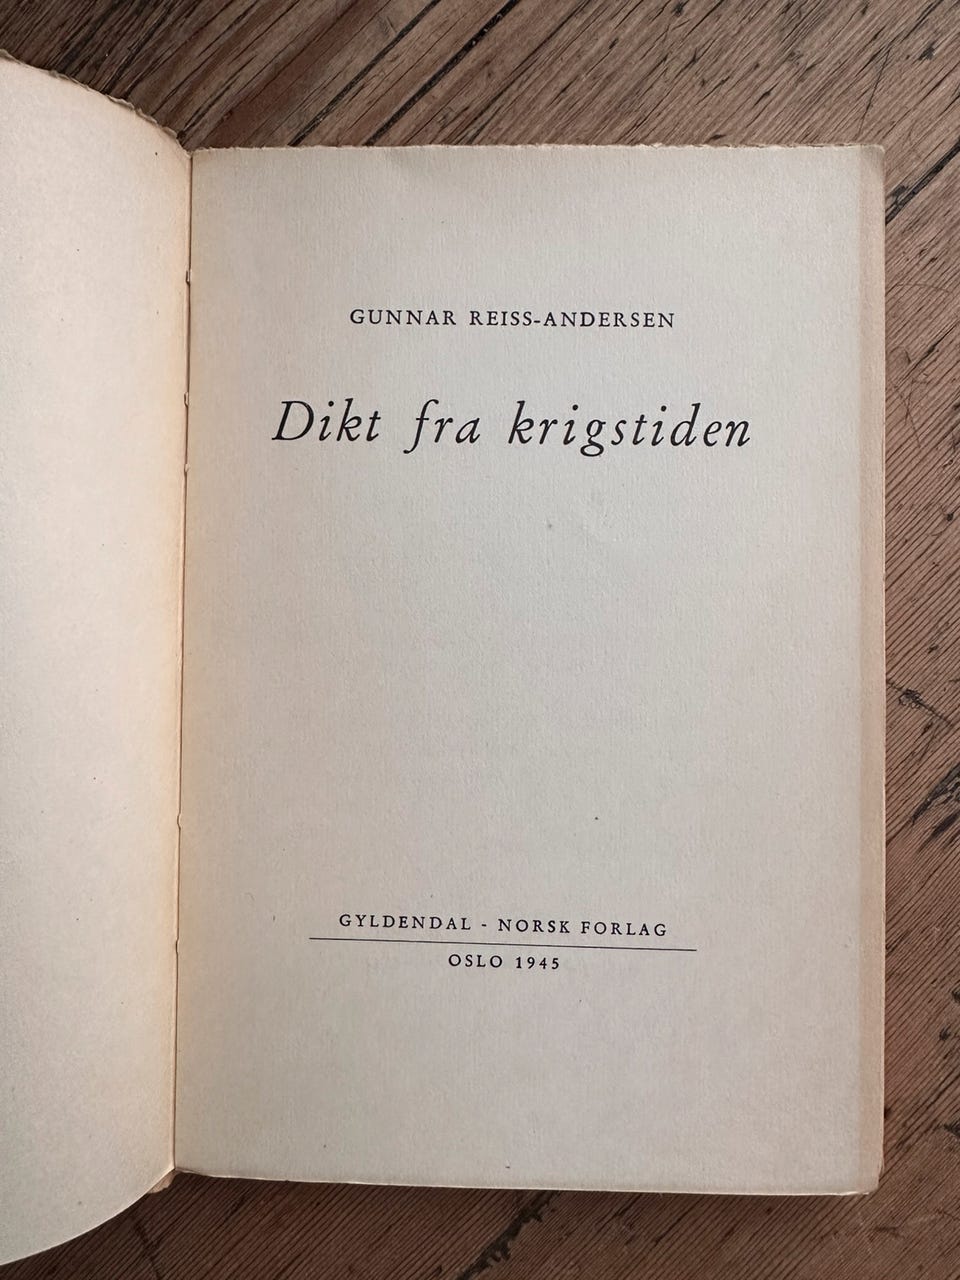 GUNNAR REISS-ANDERSEN
Dikt fra krigstiden
GYLDENDAL - NORSK FORLAG
OSLO 1945